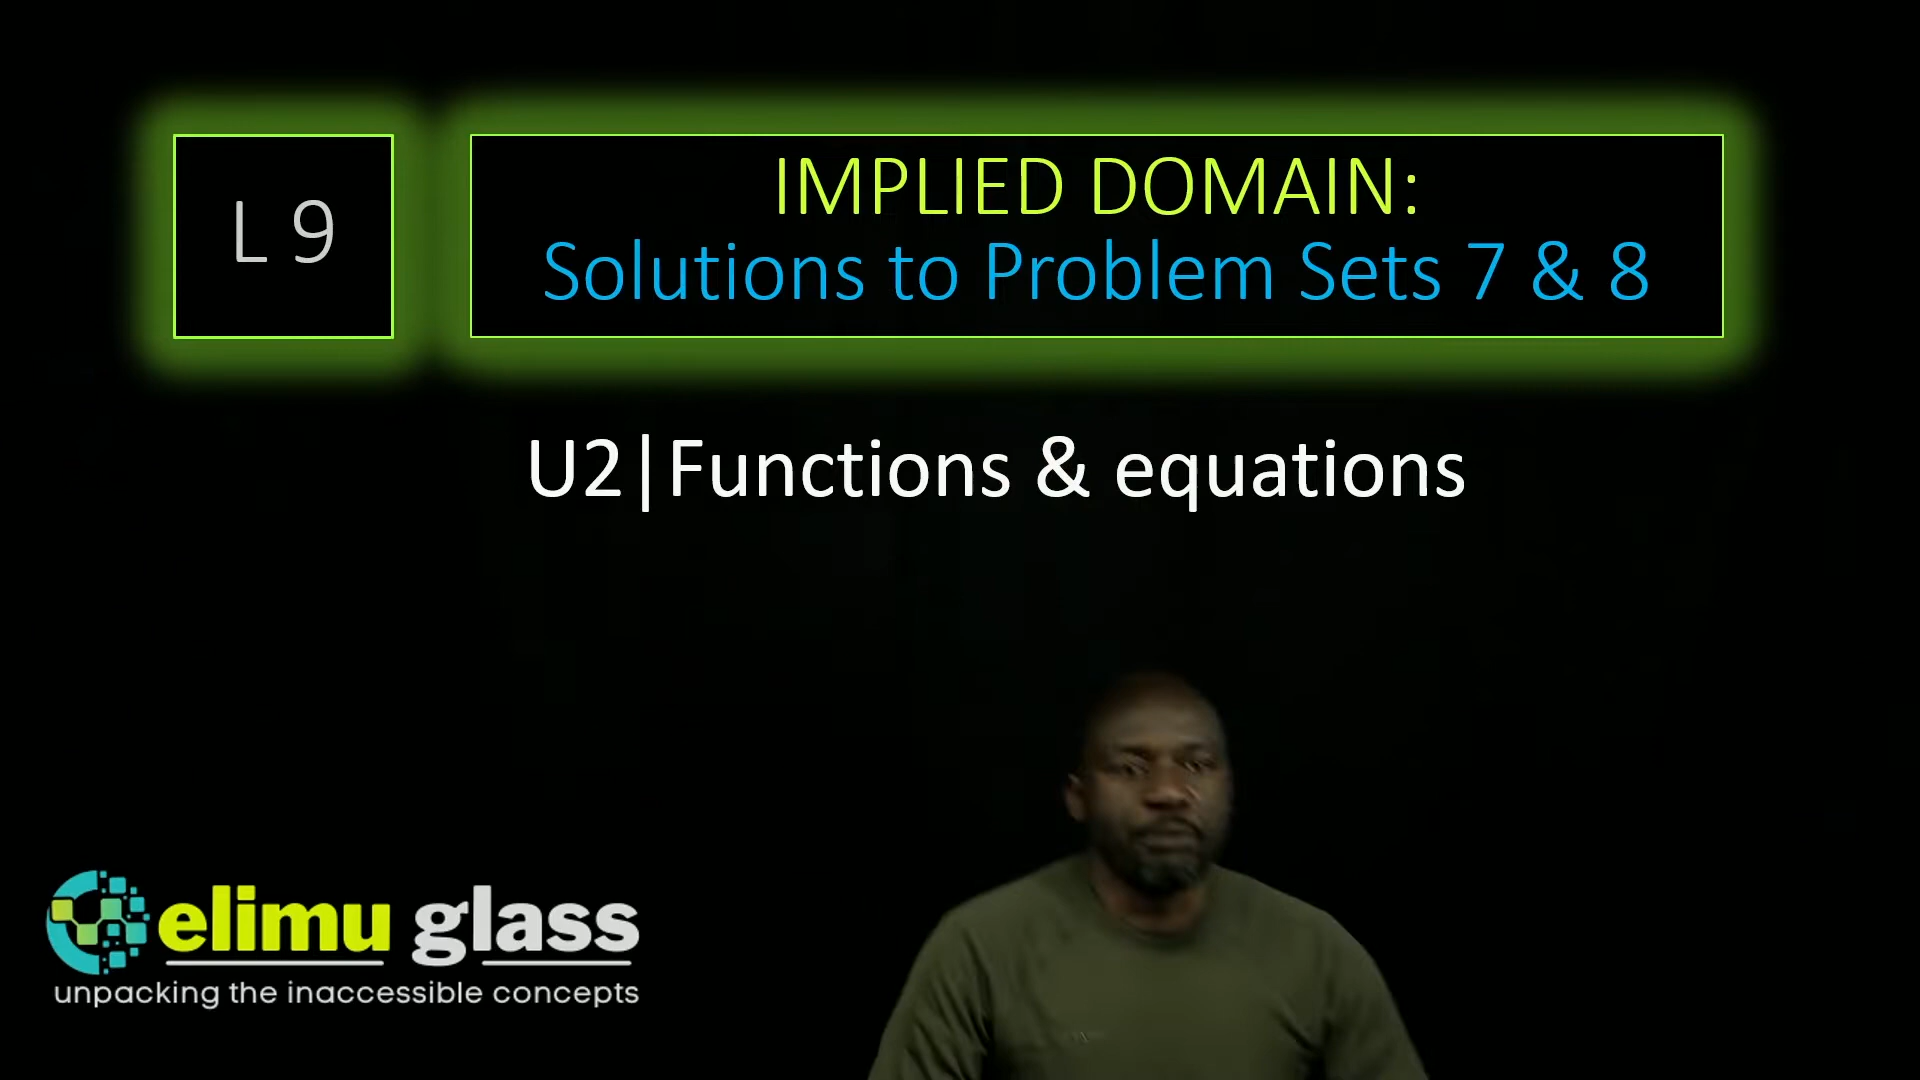 L 9
IMPLIED DOMAIN:
Solutions to Problem Sets 7 & 8
U2|Functions & equations
elimu glass
unpacking the inaccessible concepts